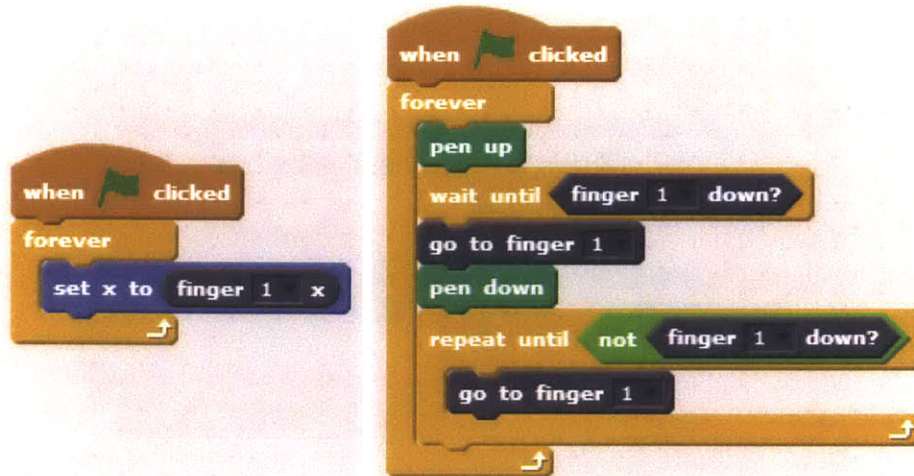 when clicked
forever
set x to finger 1 x
when clicked
forever
pen up
wait until finger 1 down?
go to finger 1
pen down
repeat until not finger 1 down?
go to finger 1